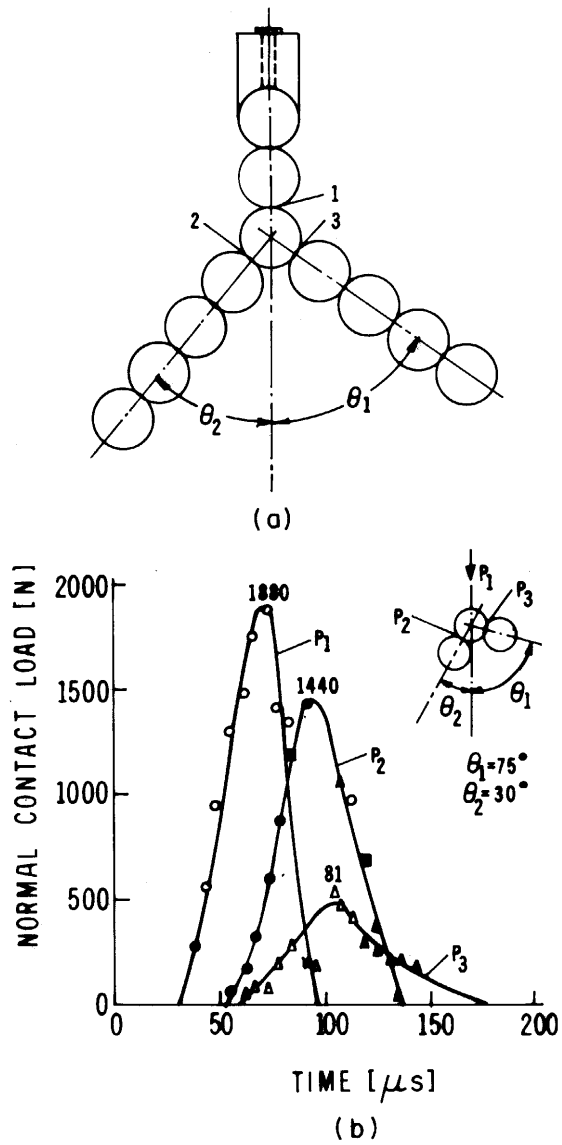 1
2 3
θ2 θ1
(a)
NORMAL CONTACT LOAD [N]
2000
1500
1000
500
0
1880
1440
81
P1
P2
P3
P1
P3
P2
θ2 θ1
θ1=75°
θ2=30°
0 50 100 150 200
TIME [μs]
(b)